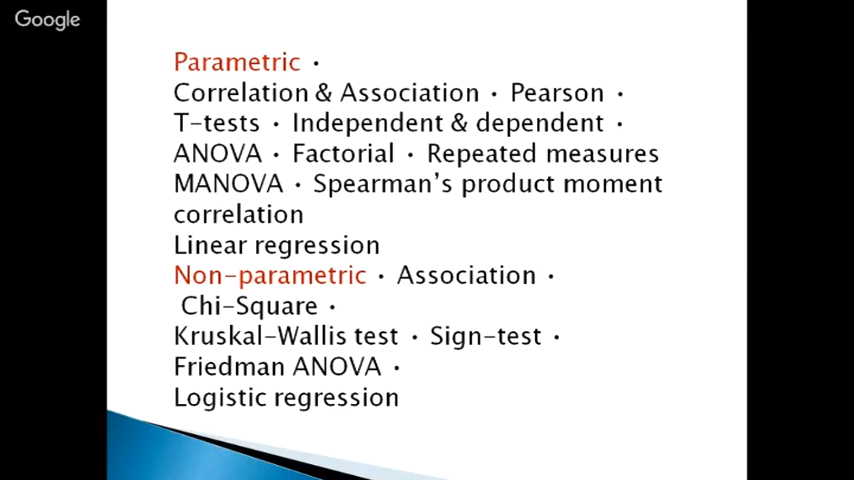 Google
Parametric •
Correlation & Association • Pearson •
T-tests • Independent & dependent •
ANOVA • Factorial • Repeated measures
MANOVA • Spearman's product moment
correlation
Linear regression
Non-parametric • Association •
Chi-Square •
Kruskal-Wallis test • Sign-test •
Friedman ANOVA •
Logistic regression